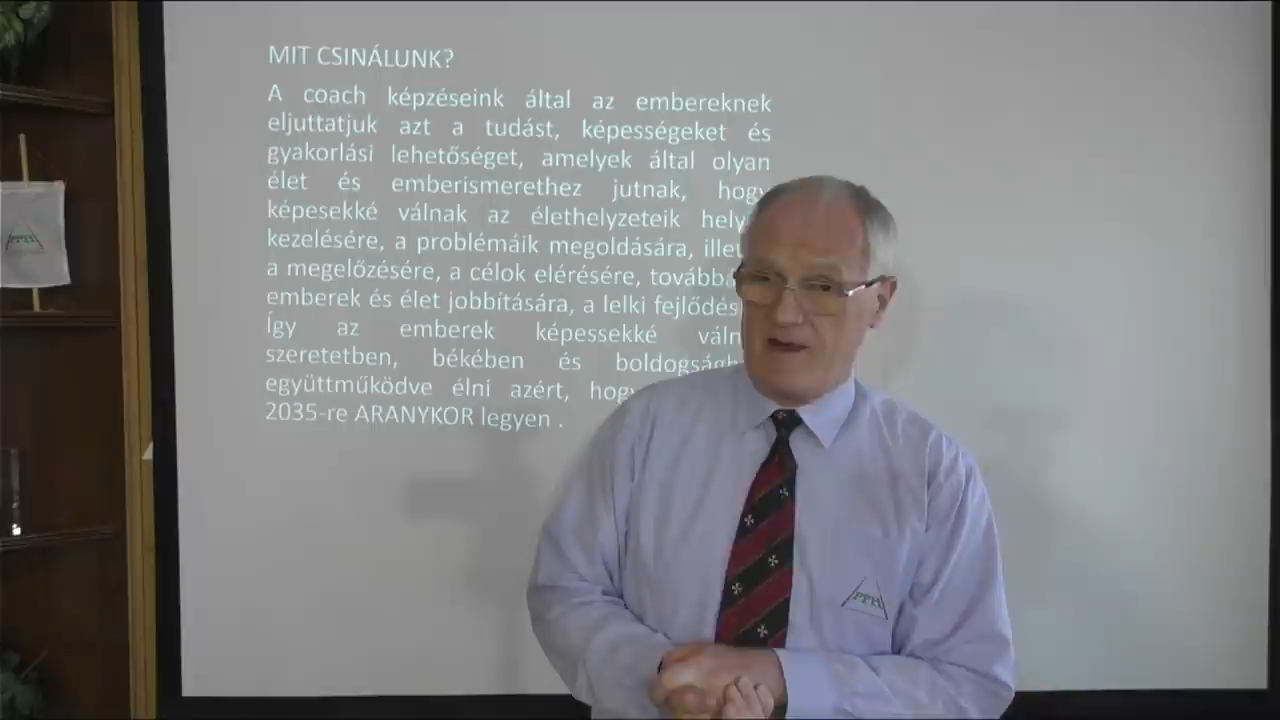 MIT CSINÁLUNK?
A coach képzéseink által az embereknek
eljuttatjuk azt a tudást, képességeket és
gyakorlási lehetőséget, amelyek által olyan
élet és emberismerethez jutnak, hogy
képesekké válnak az élethelyzeteik
kezelésére, a problémáik megoldására,
a megelőzésére, a célok elérésére,
emberek és élet jobbítására, a lelki
Így az emberek képessekké
szeretetben, békében és
együttműködve élni azért,
2035-re ARANYKOR legyen .
PPH